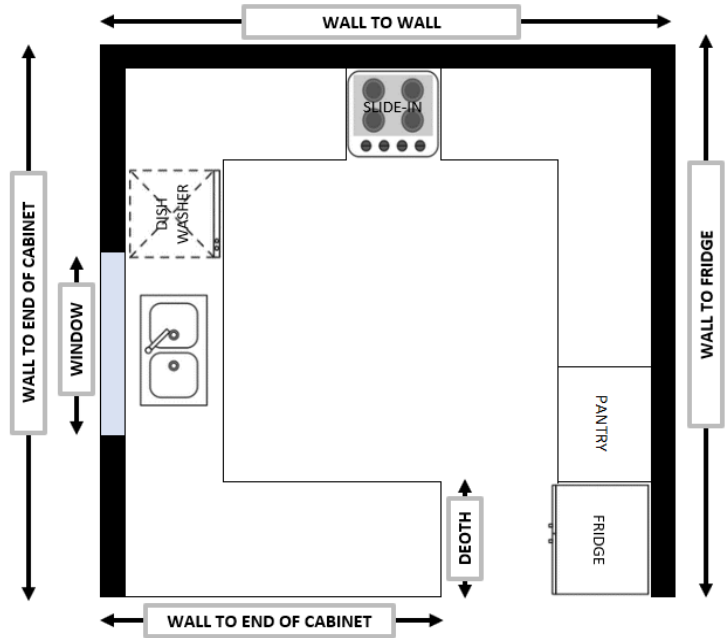 WALL TO WALL
SLIDE-IN
DISH
WASHER
WALL TO END OF CABINET
WINDOW
WALL TO FRIDGE
PANTRY
DEOTH
FRIDGE
WALL TO END OF CABINET